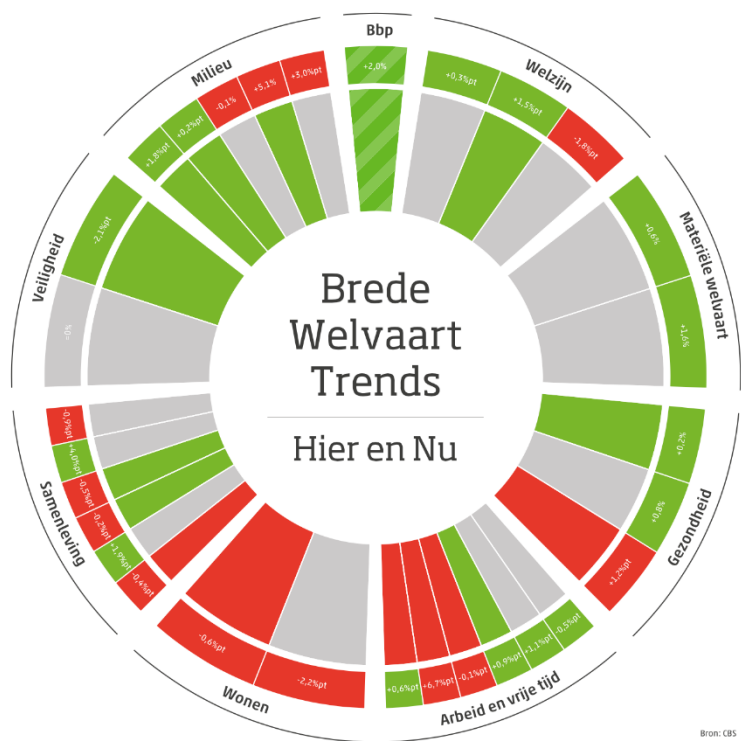 Bbp
+2,0%
Welzijn
+0,3%pt
+1,5%pt
-1,8%pt
Materiële welvaart
+0,6%
+1,6%
Gezondheid
+0,2%
+0,8%
+1,2%pt
Arbeid en vrije tijd
-0,5%pt
+1,1%pt
+0,9%pt
-0,1%pt
+6,7%pt
+0,6%pt
Wonen
-2,2%pt
-0,6%pt
Samenleving
-0,4%pt
+1,9%pt
-0,2%pt
-0,5%pt
+4,0%pt
-0,9%pt
Veiligheid
=0%
-2,1%pt
Milieu
+1,8%pt
+0,2%pt
-0,1%
+5,1%
+3,0%pt
Brede
Welvaart
Trends
Hier en Nu
Bron: CBS